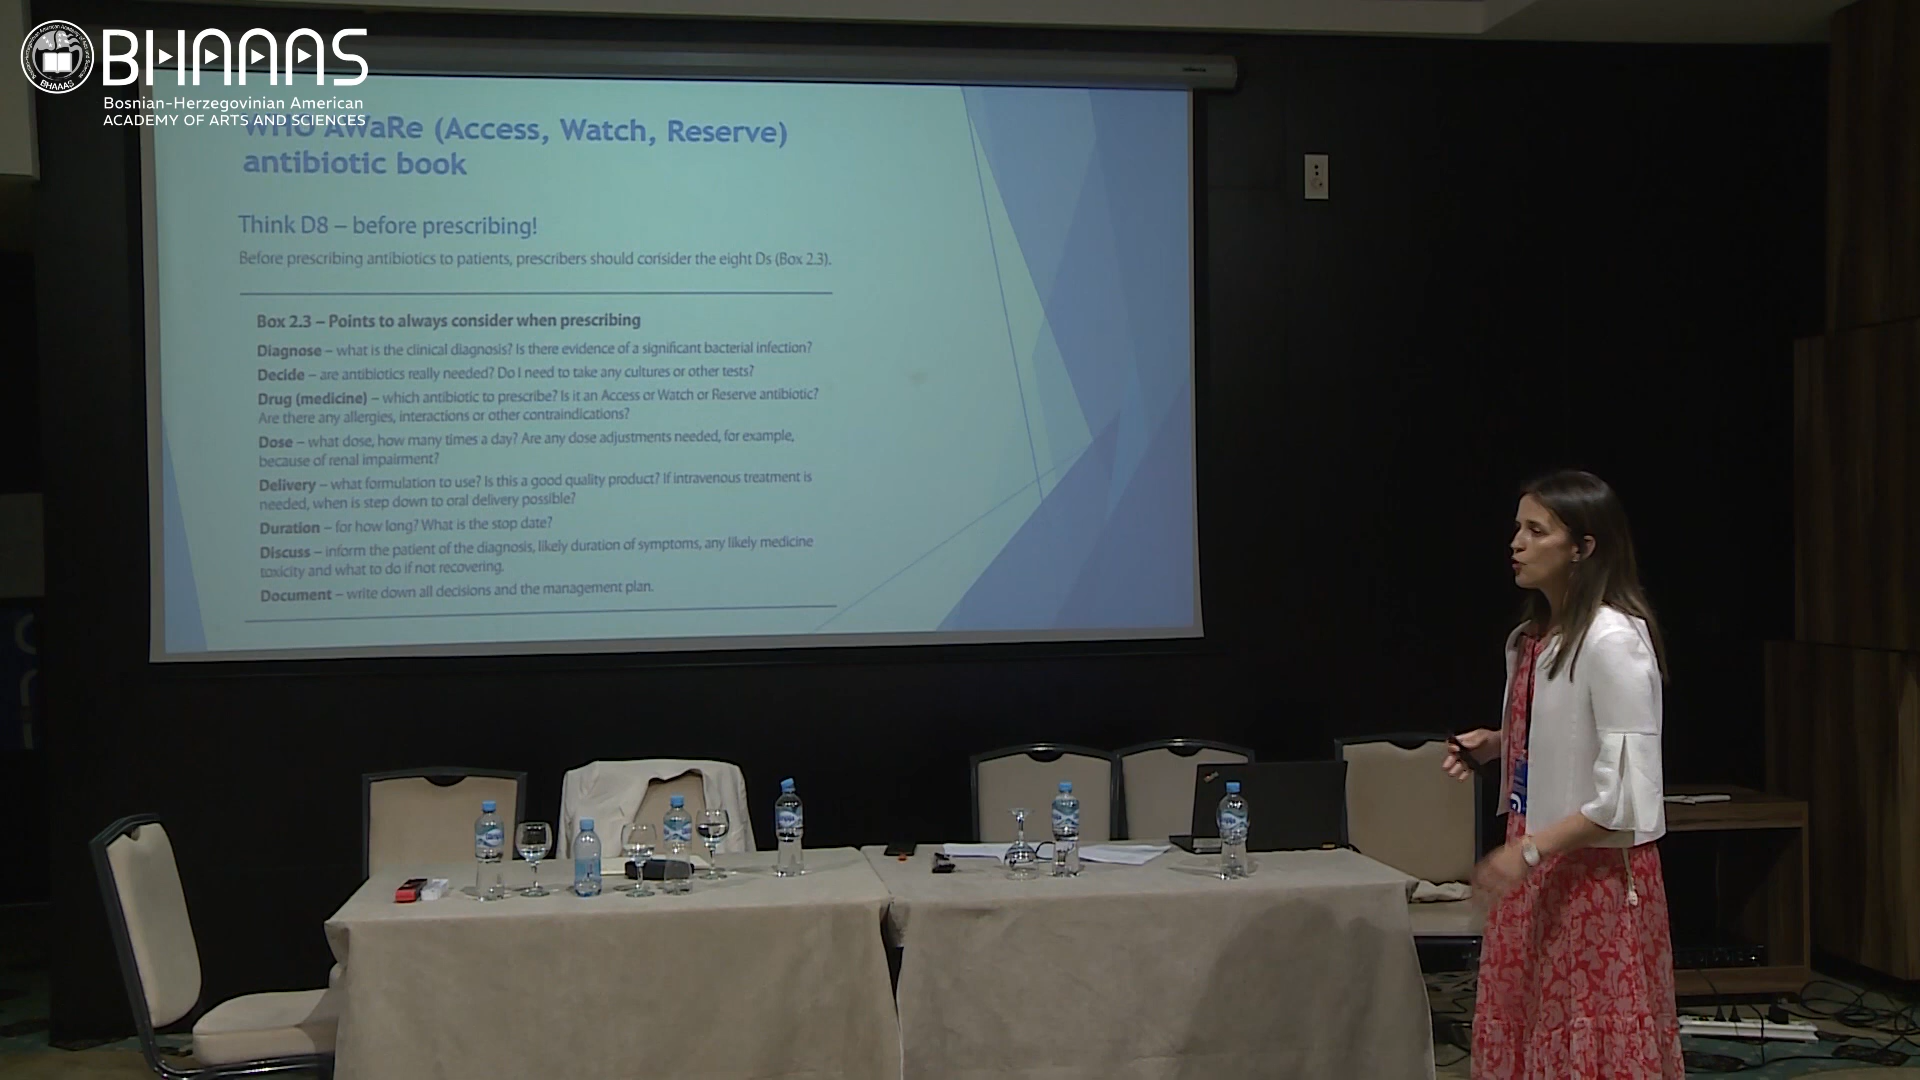 BHAAAS
Bosnian-Herzegovinian American
ACADEMY OF ARTS AND SCIENCES
BHAAAS
WHO AWaRe (Access, Watch, Reserve)
antibiotic book
Think D8 – before prescribing!
Before prescribing antibiotics to patients, prescribers should consider the eight Ds (Box 2.3).
Box 2.3 – Points to always consider when prescribing
Diagnose – what is the clinical diagnosis? Is there evidence of a significant bacterial infection?
Decide – are antibiotics really needed? Do I need to take any cultures or other tests?
Drug (medicine) – which antibiotic to prescribe? Is it an Access or Watch or Reserve antibiotic?
Are there any allergies, interactions or other contraindications?
Dose – what dose, how many times a day? Are any dose adjustments needed, for example,
because of renal impairment?
Delivery – what formulation to use? Is this a good quality product? If intravenous treatment is
needed, when is step down to oral delivery possible?
Duration – for how long? What is the stop date?
Discuss – inform the patient of the diagnosis, likely duration of symptoms, any likely medicine
toxicity and what to do if not recovering.
Document – write down all decisions and the management plan.